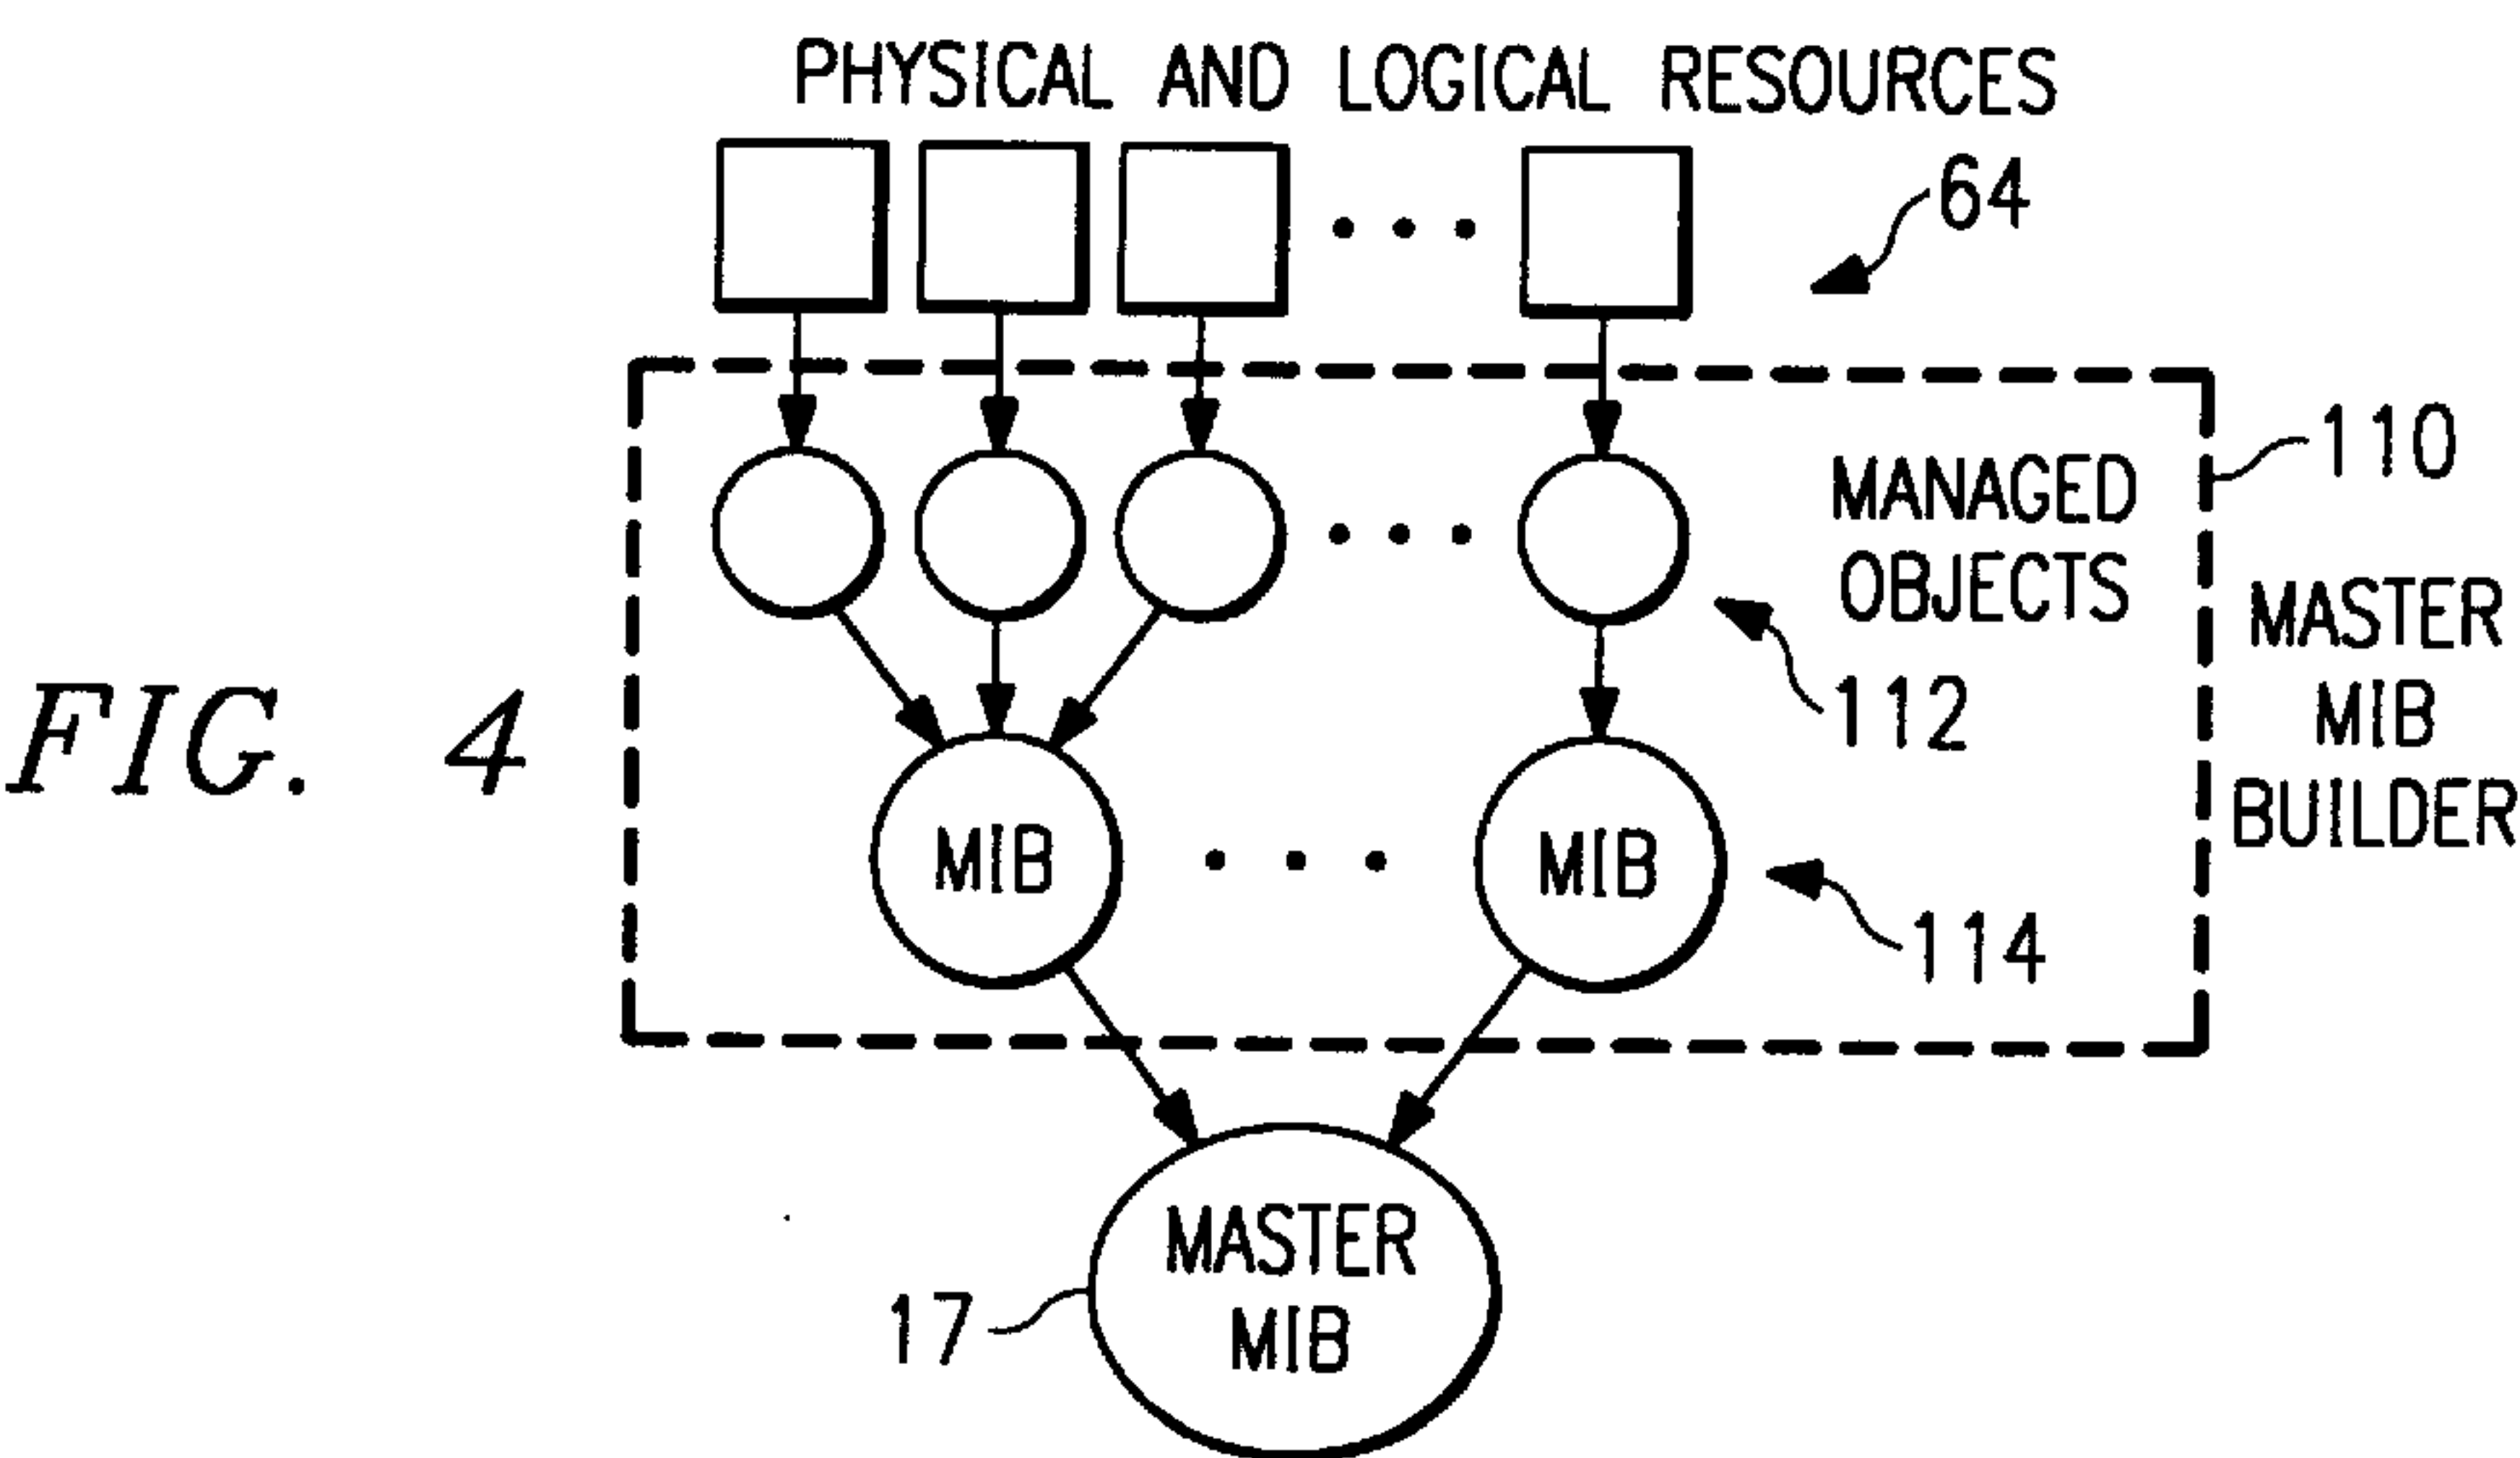 PHYSICAL AND LOGICAL RESOURCES
64
110
MANAGED
OBJECTS
112
MASTER
MIB
BUILDER
FIG. 4
MIB
MIB
114
MASTER
MIB
17